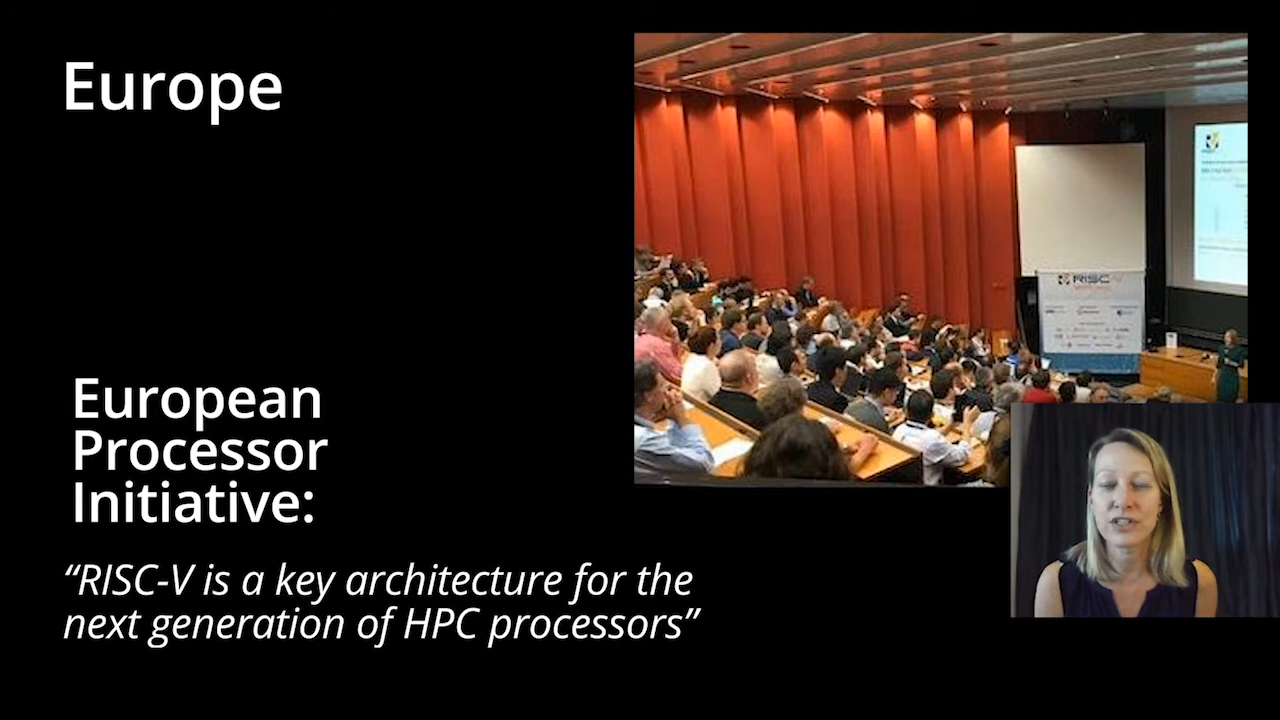 Europe
RISC
European
Processor
Initiative:
“RISC-V is a key architecture for the
next generation of HPC processors”